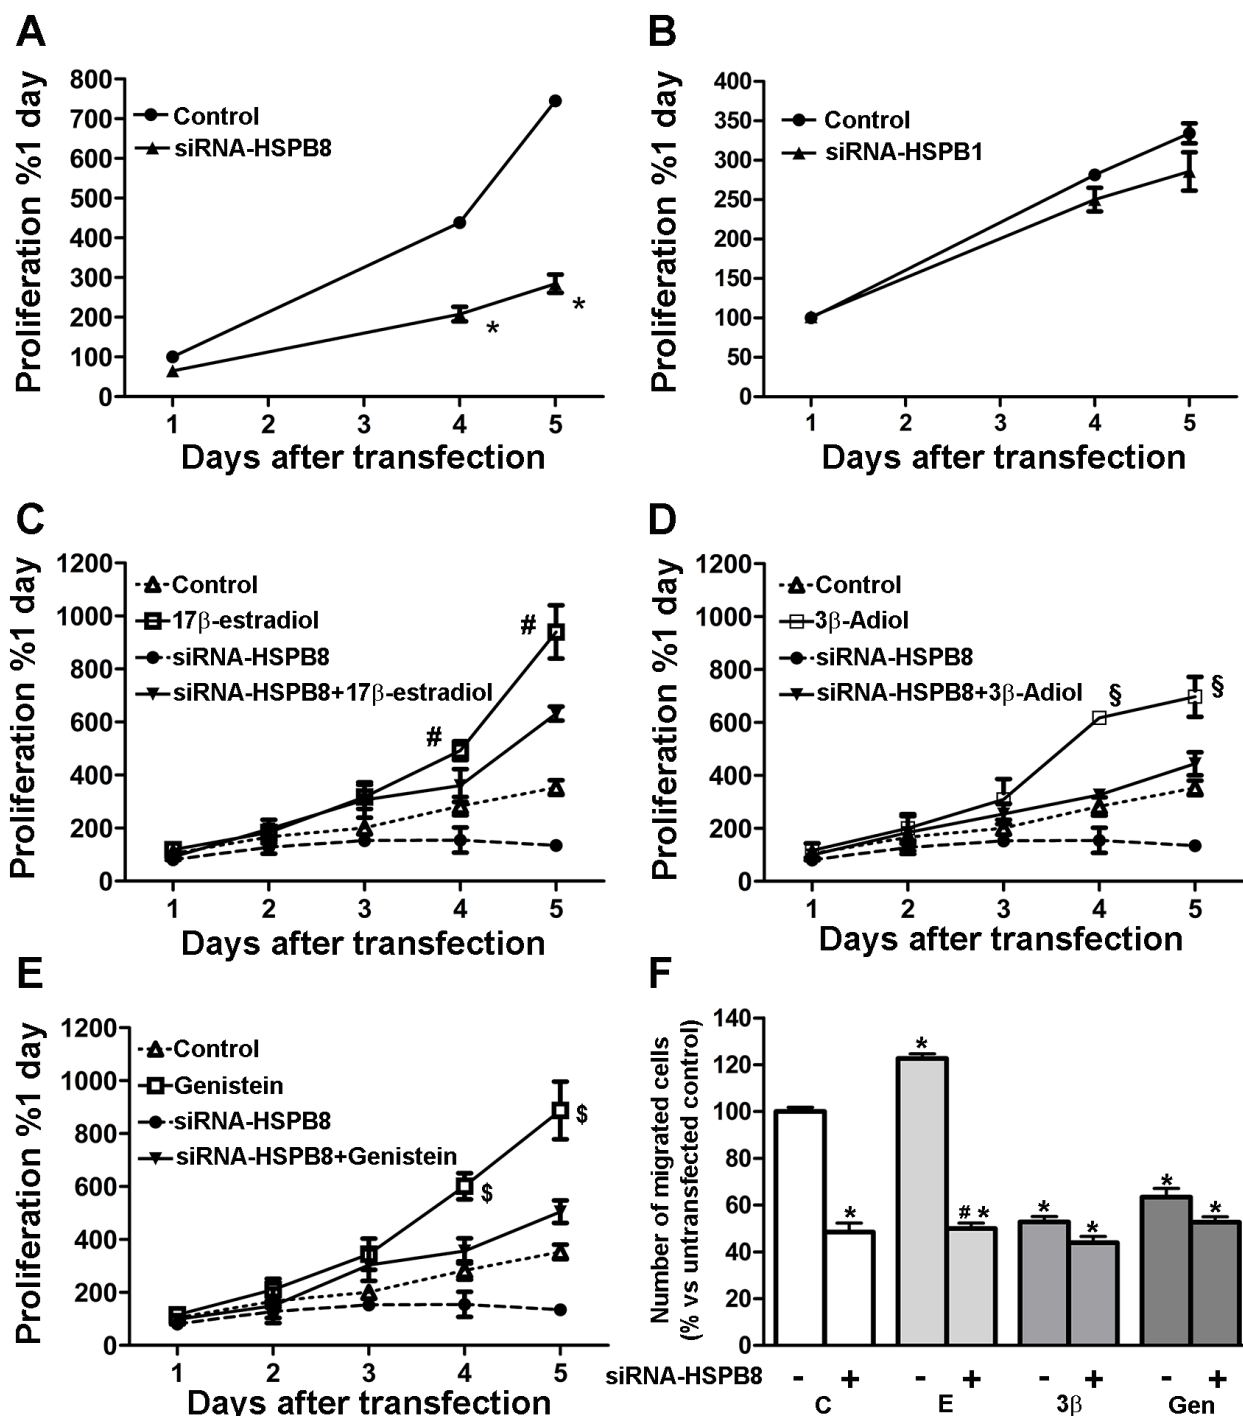 A
Proliferation %1 day
800
700
600
500
400
300
200
100
0
Control
siRNA-HSPB8
*
*
1 2 3 4 5
Days after transfection
B
Proliferation %1 day
400
350
300
250
200
150
100
50
0
Control
siRNA-HSPB1
1 2 3 4 5
Days after transfection
C
Proliferation %1 day
1200
1000
800
600
400
200
0
Control
17β-estradiol
siRNA-HSPB8
siRNA-HSPB8+17β-estradiol
#
#
1 2 3 4 5
Days after transfection
D
Proliferation %1 day
1200
1000
800
600
400
200
0
Control
3β-Adiol
siRNA-HSPB8
siRNA-HSPB8+3β-Adiol
§
§
1 2 3 4 5
Days after transfection
E
Proliferation %1 day
1200
1000
800
600
400
200
0
Control
Genistein
siRNA-HSPB8
siRNA-HSPB8+Genistein
$
$
1 2 3 4 5
Days after transfection
F
Number of migrated cells
(% vs untransfected control)
140
120
100
80
60
40
20
0
*
*
# *
*
*
*
*
siRNA-HSPB8 - + - + - + - +
C E 3β Gen